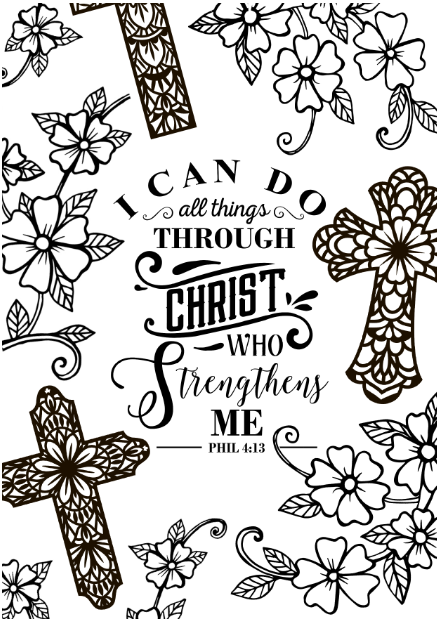 I CAN DO
all things
THROUGH
CHRIST
WHO
Strengthens
ME
PHIL 4:13